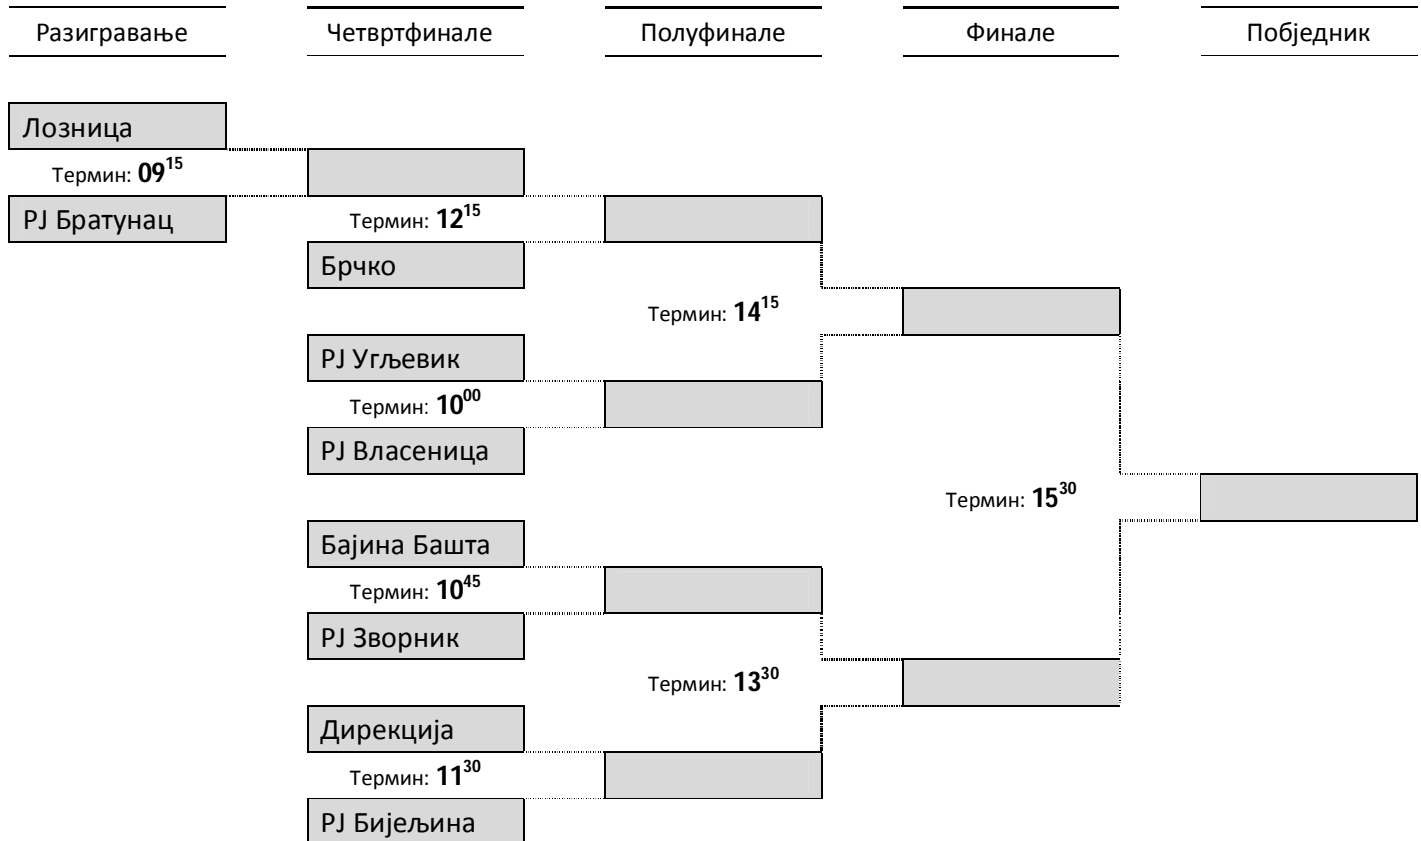 Разигравање
Четвртфинале
Полуфинале
Финале
Побједник
Лозница
Термин: 09¹⁵
РЈ Братунац
Термин: 12¹⁵
Брчко
Термин: 14¹⁵
РЈ Угљевик
Термин: 10⁰⁰
РЈ Власеница
Термин: 15³⁰
Бајина Башта
Термин: 10⁴⁵
РЈ Зворник
Термин: 13³⁰
Дирекција
Термин: 11³⁰
РЈ Бијељина